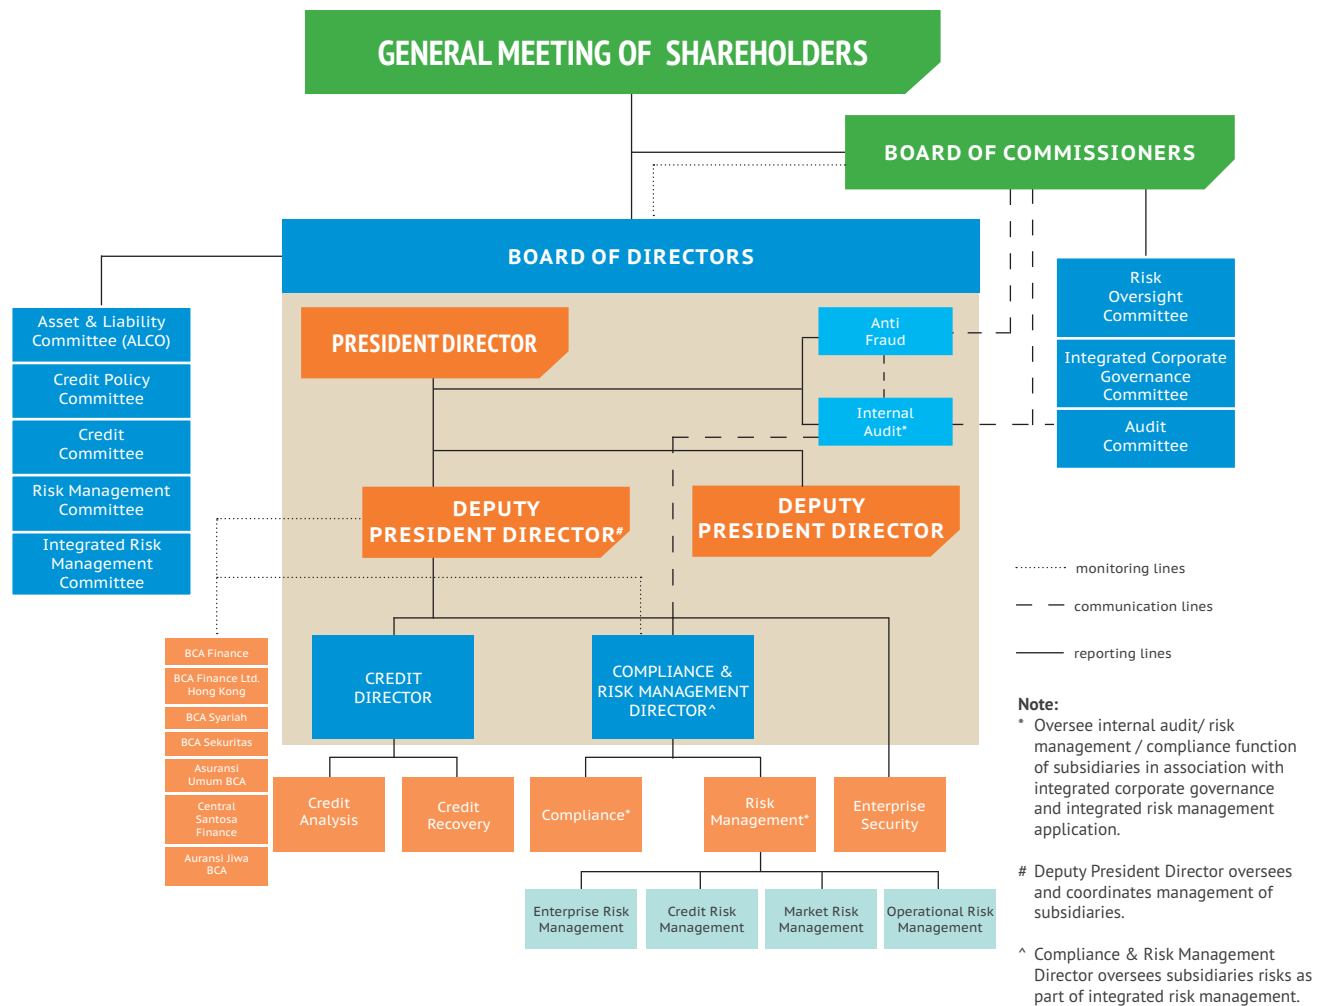 GENERAL MEETING OF SHAREHOLDERS
BOARD OF COMMISSIONERS
BOARD OF DIRECTORS
Asset & Liability
Committee (ALCO)
Credit Policy
Committee
Credit
Committee
Risk Management
Committee
Integrated Risk
Management
Committee
PRESIDENT DIRECTOR
Anti
Fraud
Internal
Audit*
Risk
Oversight
Committee
Integrated Corporate
Governance
Committee
Audit
Committee
DEPUTY
PRESIDENT DIRECTOR#
DEPUTY
PRESIDENT DIRECTOR
BCA Finance
BCA Finance Ltd.
Hong Kong
BCA Syariah
BCA Sekuritas
Asuransi
Umum BCA
Central
Santosa
Finance
Auransi Jiwa
BCA
CREDIT
DIRECTOR
COMPLIANCE &
RISK MANAGEMENT
DIRECTOR^
Credit
Analysis
Credit
Recovery
Compliance*
Risk
Management*
Enterprise
Security
Enterprise Risk
Management
Credit Risk
Management
Market Risk
Management
Operational Risk
Management
monitoring lines
communication lines
reporting lines
Note:
* Oversee internal audit/ risk
management / compliance function
of subsidiaries in association with
integrated corporate governance
and integrated risk management
application.
# Deputy President Director oversees
and coordinates management of
subsidiaries.
^ Compliance & Risk Management
Director oversees subsidiaries risks as
part of integrated risk management.